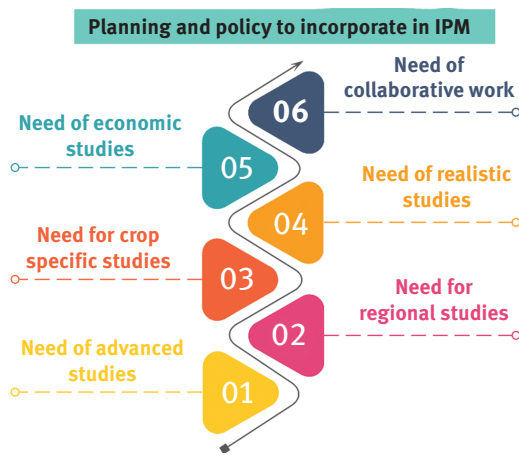 Planning and policy to incorporate in IPM
Need of
collaborative work
06
Need of economic
studies
05
Need of realistic
studies
04
Need for crop
specific studies
03
Need for
regional studies
02
Need of advanced
studies
01